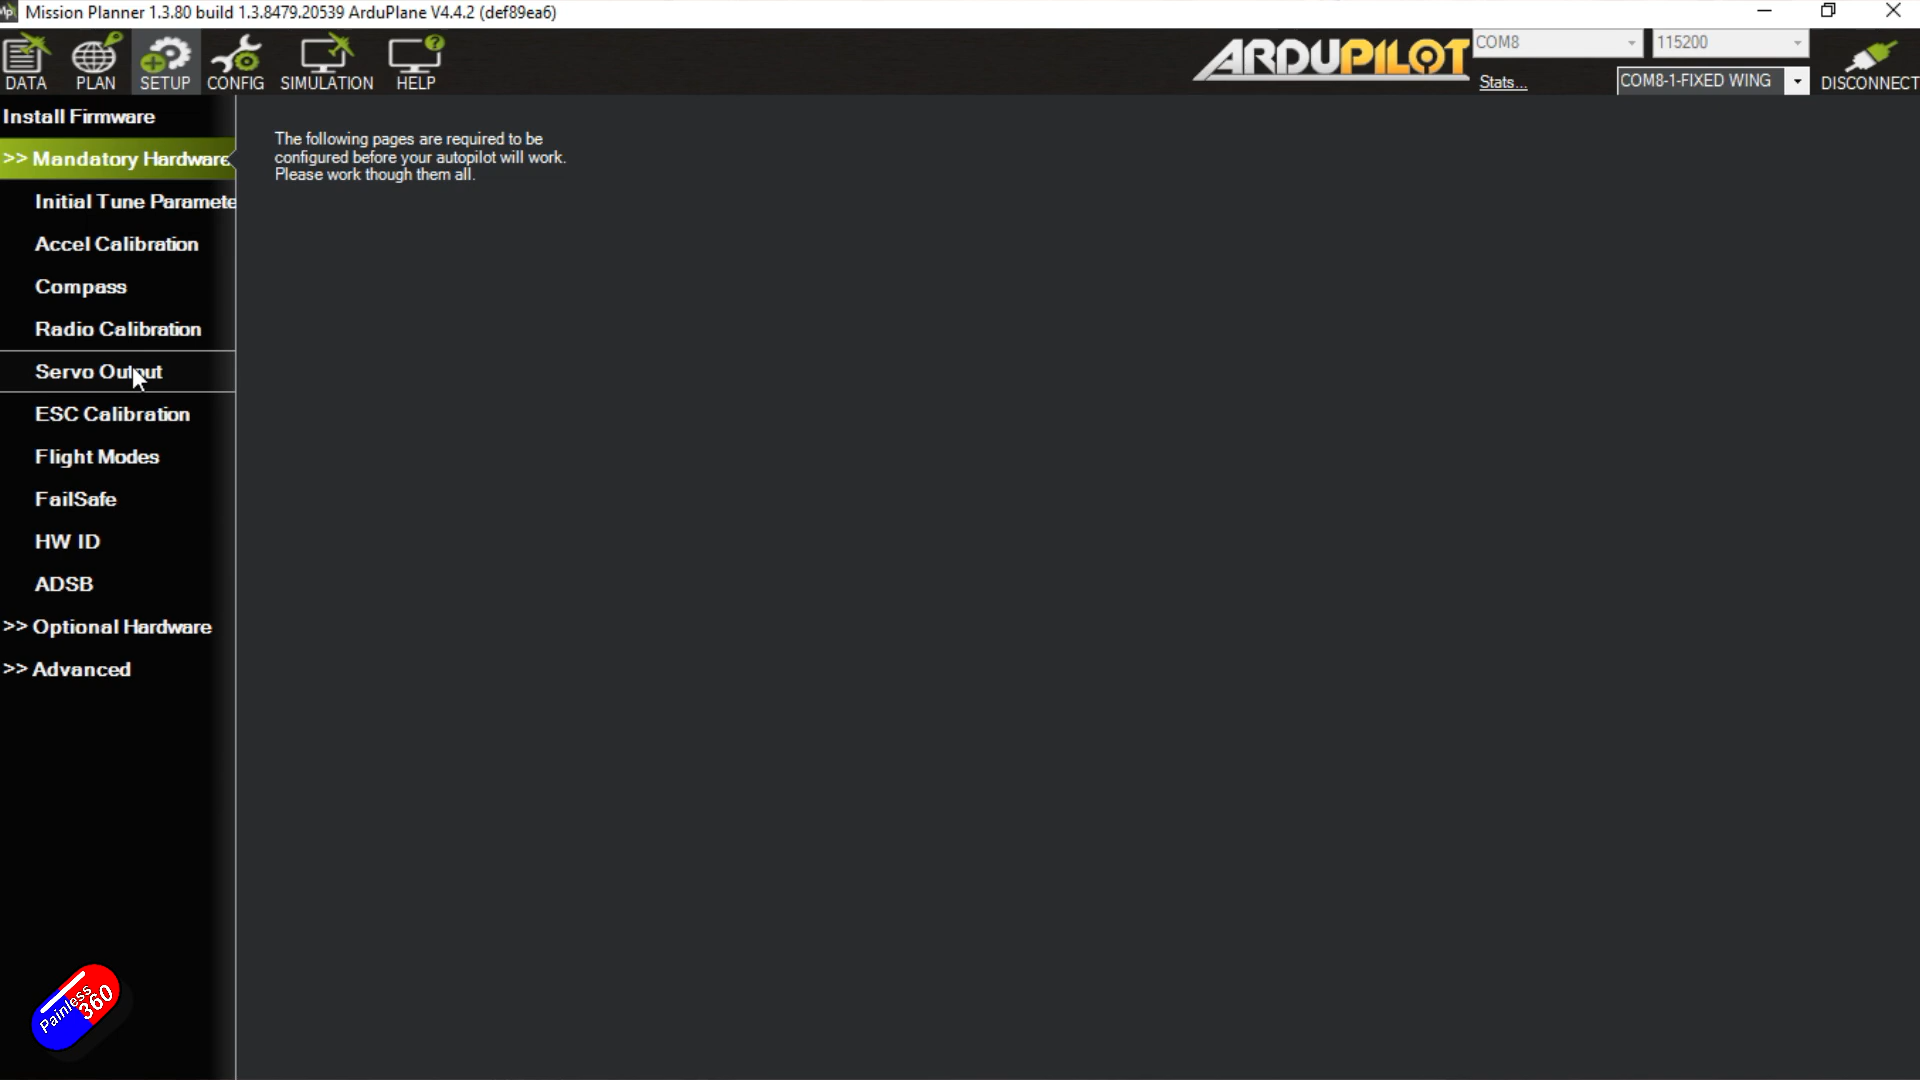 Mission Planner 1.3.80 build 1.3.8479.20539 ArduPlane V4.4.2 (def89ea6)
DATA
PLAN
SETUP
CONFIG
SIMULATION
HELP
ARDUPILOT
COM8
115200
Stats...
COM8-1-FIXED WING
DISCONNECT
Install Firmware
>> Mandatory Hardware
Initial Tune Paramete
Accel Calibration
Compass
Radio Calibration
Servo Output
ESC Calibration
Flight Modes
FailSafe
HW ID
ADSB
>> Optional Hardware
>> Advanced
The following pages are required to be
configured before your autopilot will work.
Please work though them all.
Painless
360